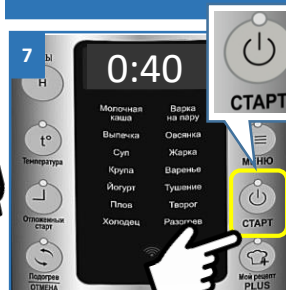 7
Ы
Н
0:40
СТАРТ
Молочная каша
Варка на пару
Выпечка
Овсянка
Суп
Жарка
Крупа
Варенье
Йогурт
Тушение
Плов
Творог
Холодец
Разогрев
t°
Температура
МЕНЮ
Отложенный старт
СТАРТ
Подогрев
ОТМЕНА
Мой рецепт
PLUS